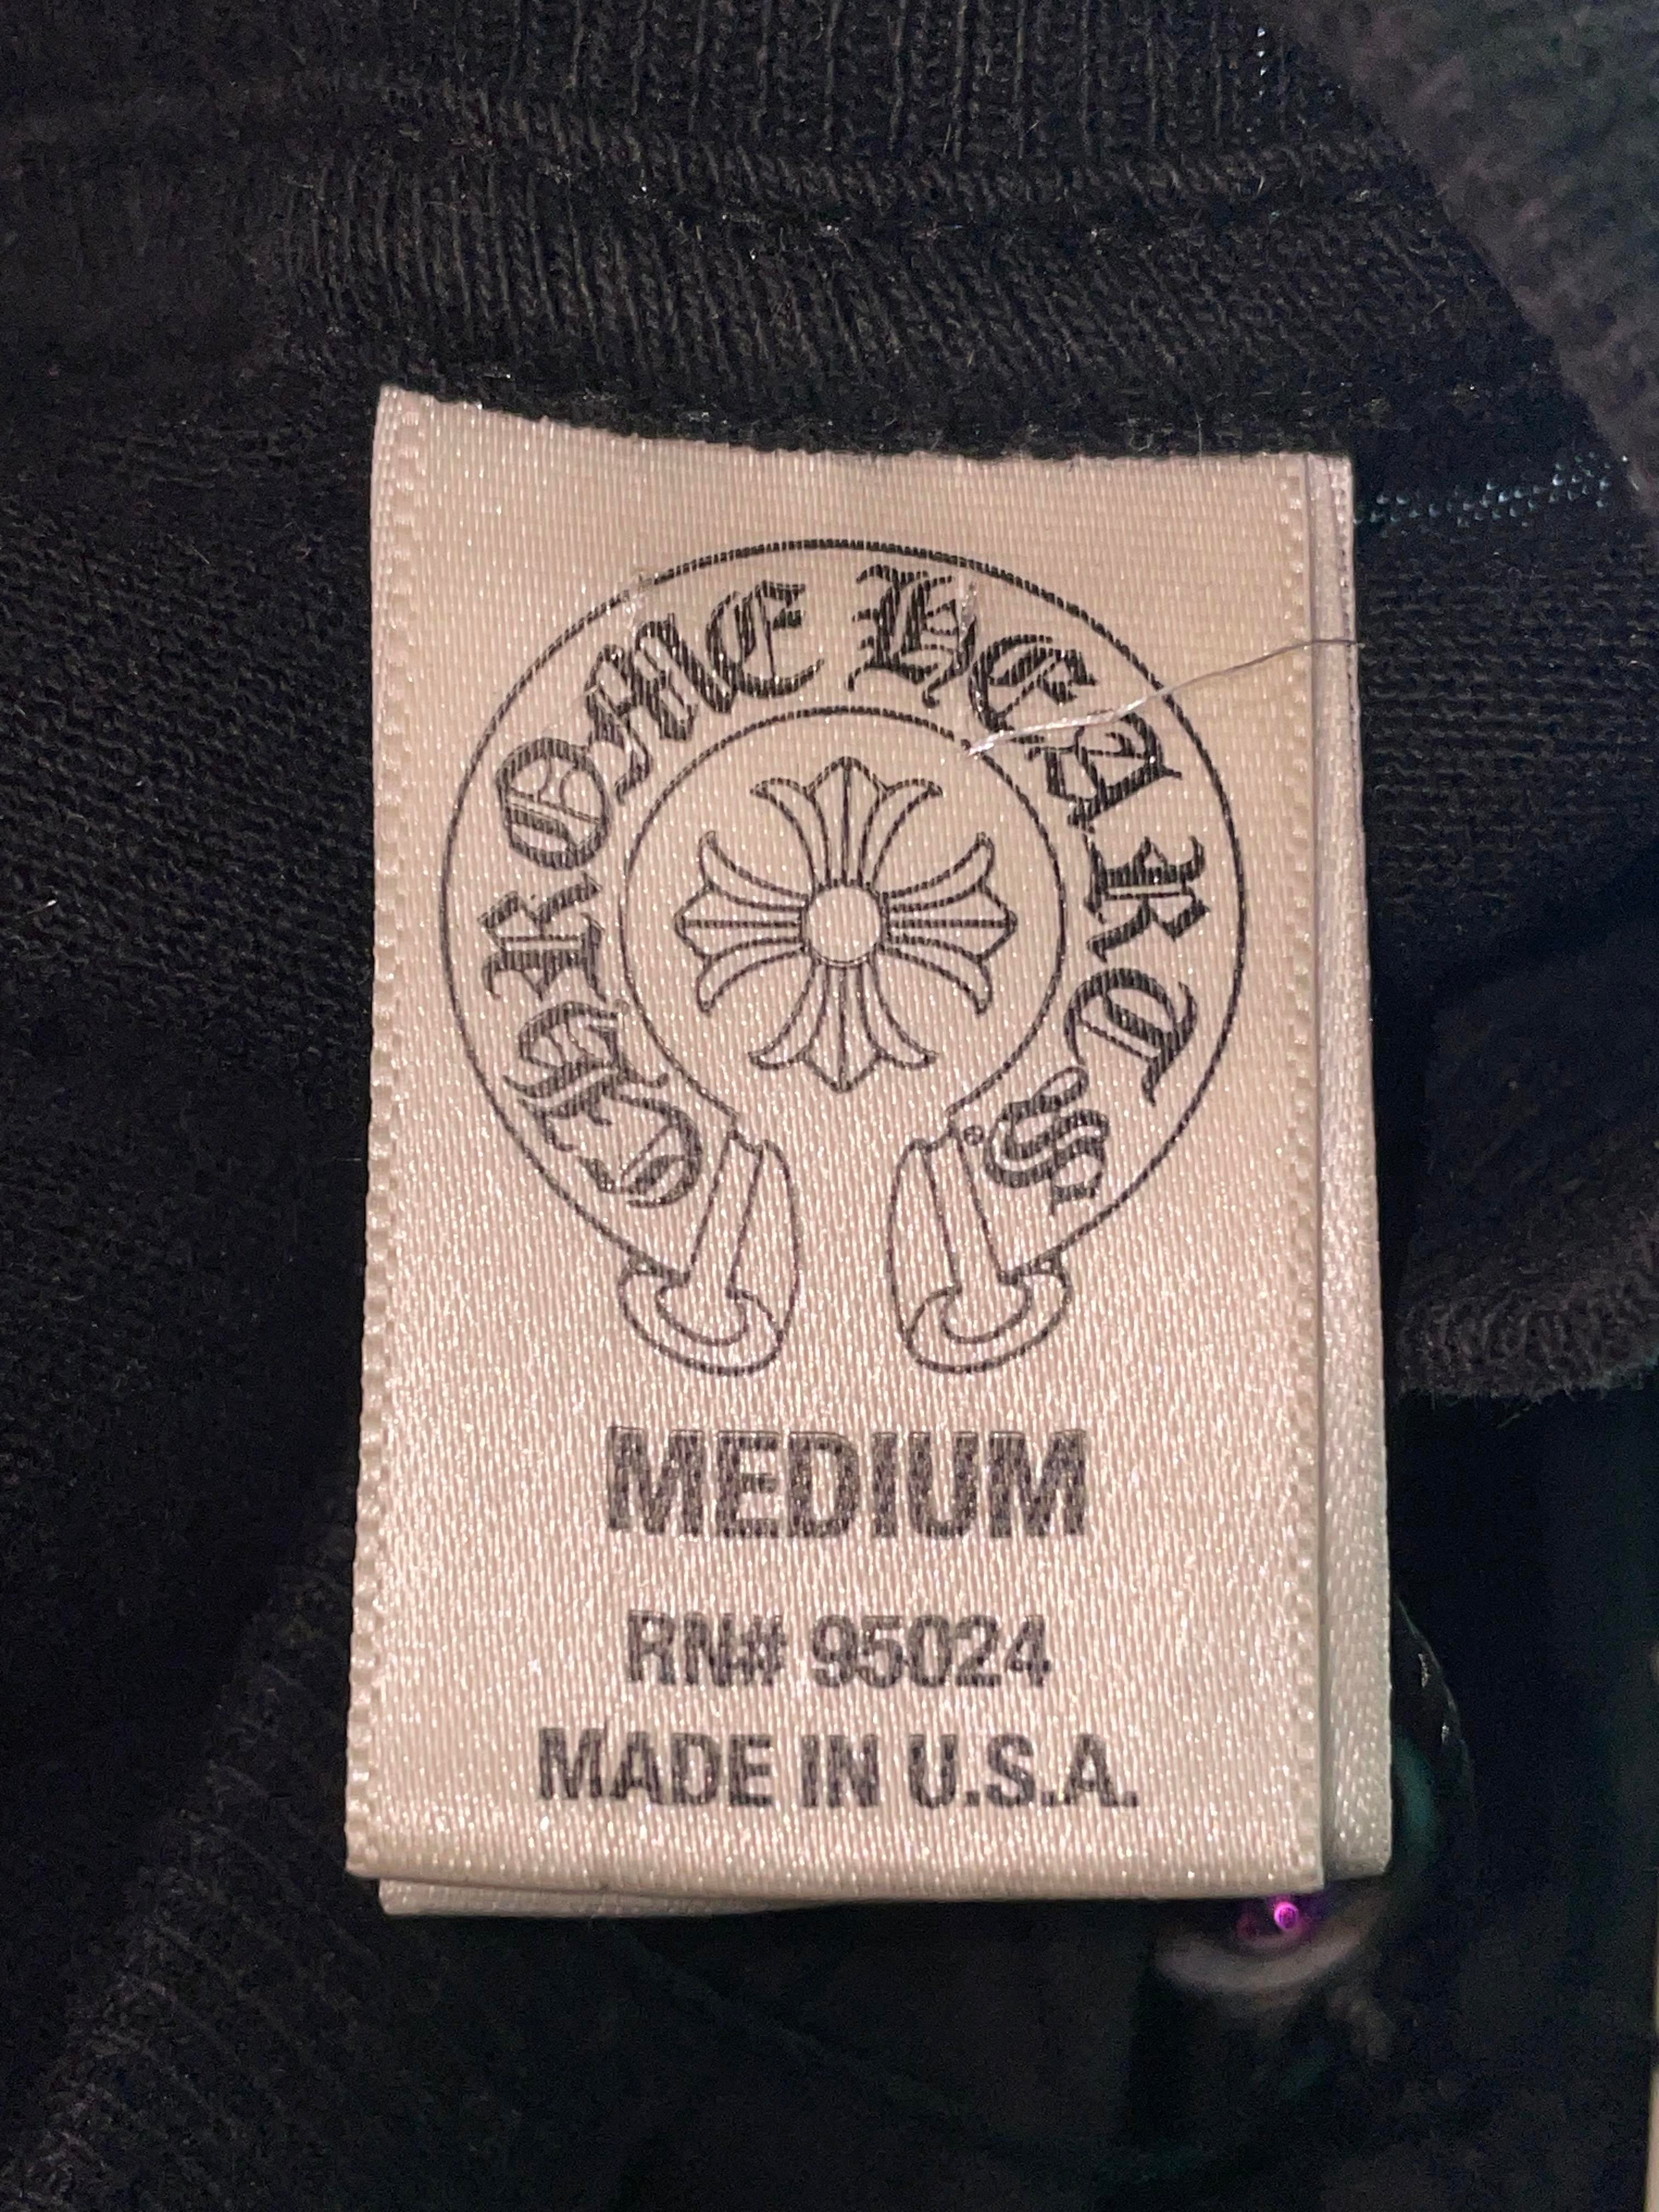 CHROME HEARTS
®
MEDIUM
RN# 95024
MADE IN U.S.A.